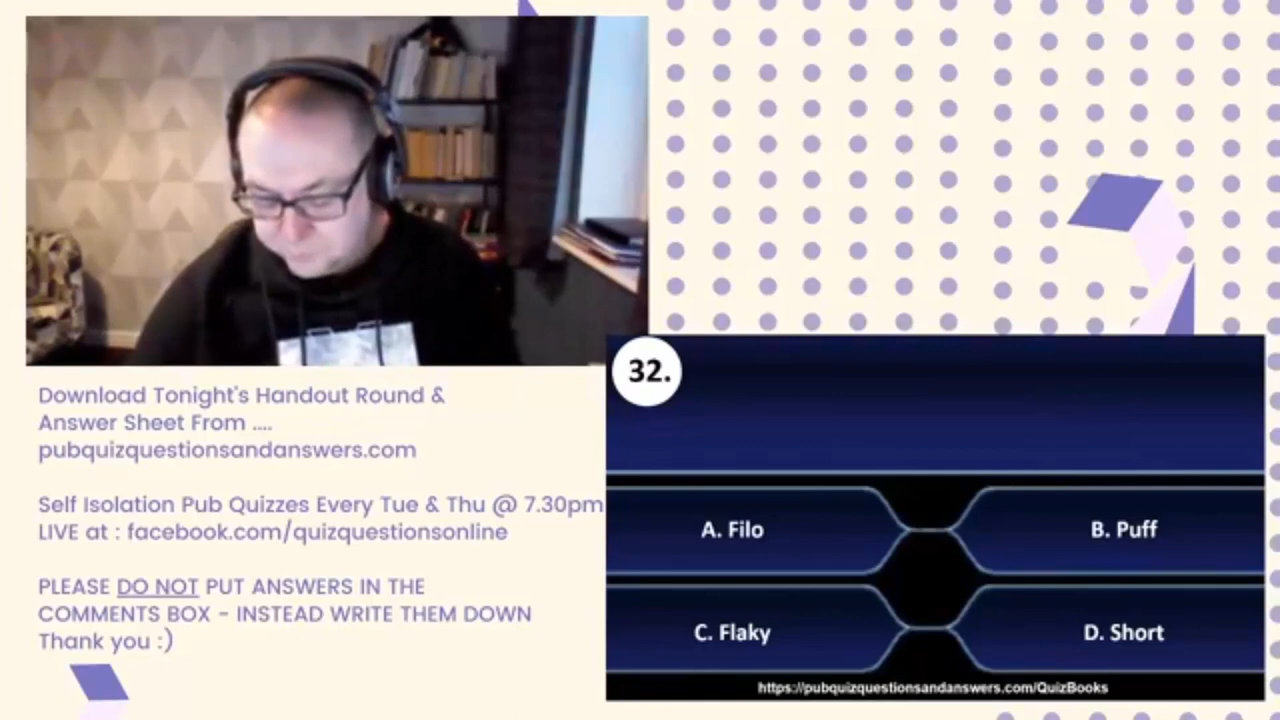 Download Tonight's Handout Round &
Answer Sheet From ....
pubquizquestionsandanswers.com
Self Isolation Pub Quizzes Every Tue & Thu @ 7.30pm
LIVE at : facebook.com/quizquestionsonline
PLEASE DO NOT PUT ANSWERS IN THE
COMMENTS BOX - INSTEAD WRITE THEM DOWN
Thank you :)
32.
A. Filo
B. Puff
C. Flaky
D. Short
https://pubquizquestionsandanswers.com/QuizBooks